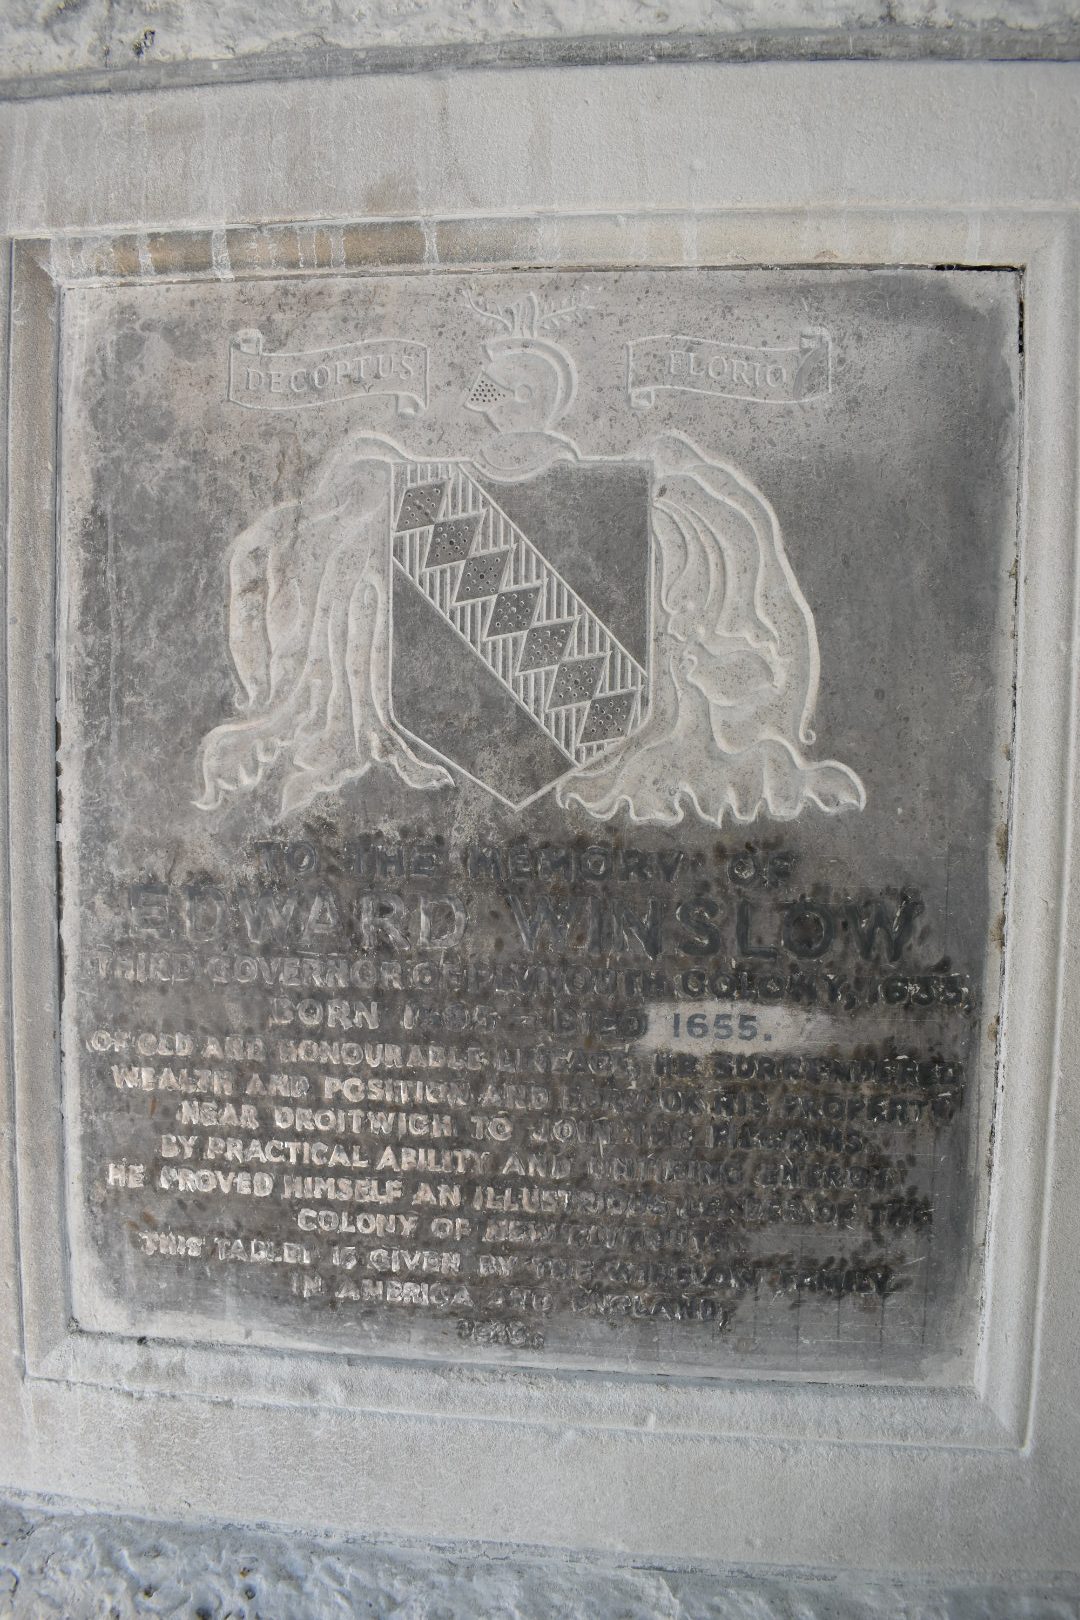 DECOPTUS FLORIO
TO THE MEMORY OF
EDWARD WINSLOW
THIRD GOVERNOR OF PLYMOUTH COLONY, 1633,
BORN 1595 - DIED 1655.
OF OLD AND HONOURABLE LINEAGE, HE SURRENDERED
WEALTH AND POSITION AND FORSOOK HIS PROPERTY
NEAR DROITWICH TO JOIN THE PILGRIMS.
BY PRACTICAL ABILITY AND UNTIRING ENERGY
HE PROVED HIMSELF AN ILLUSTRIOUS LEADER OF THE
COLONY OF NEW PLYMOUTH.
THIS TABLET IS GIVEN BY THE WINSLOW FAMILY
IN AMERICA AND ENGLAND,